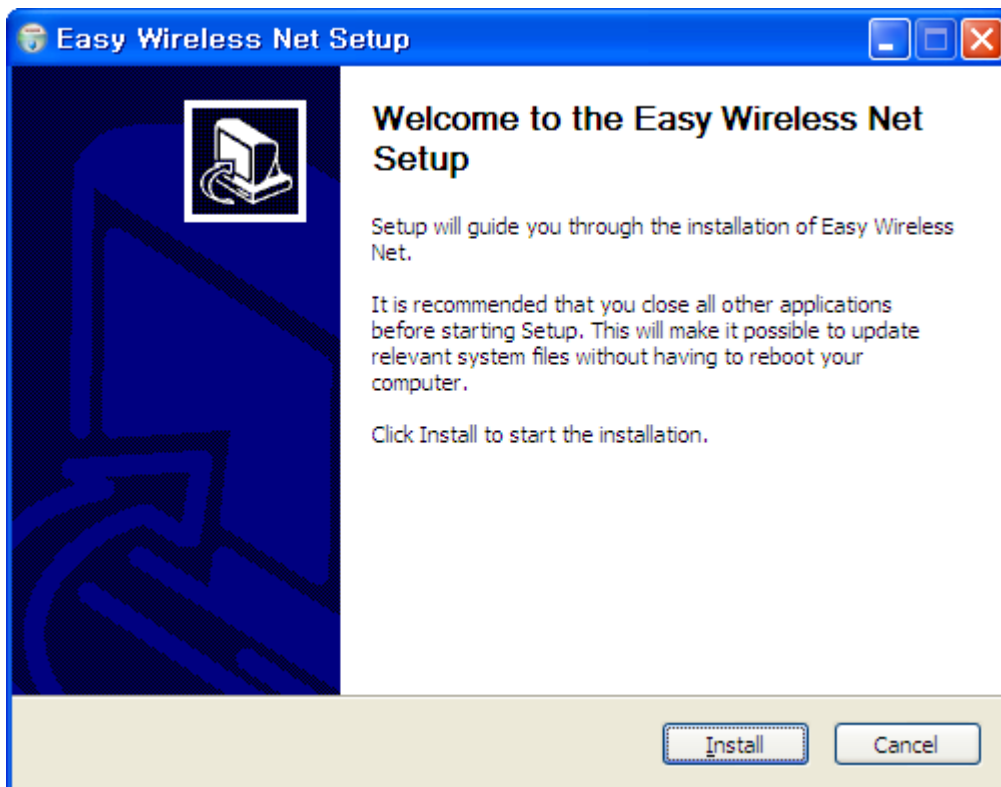 Easy Wireless Net Setup
Welcome to the Easy Wireless Net
Setup
Setup will guide you through the installation of Easy Wireless
Net.
It is recommended that you close all other applications
before starting Setup. This will make it possible to update
relevant system files without having to reboot your
computer.
Click Install to start the installation.
Install
Cancel